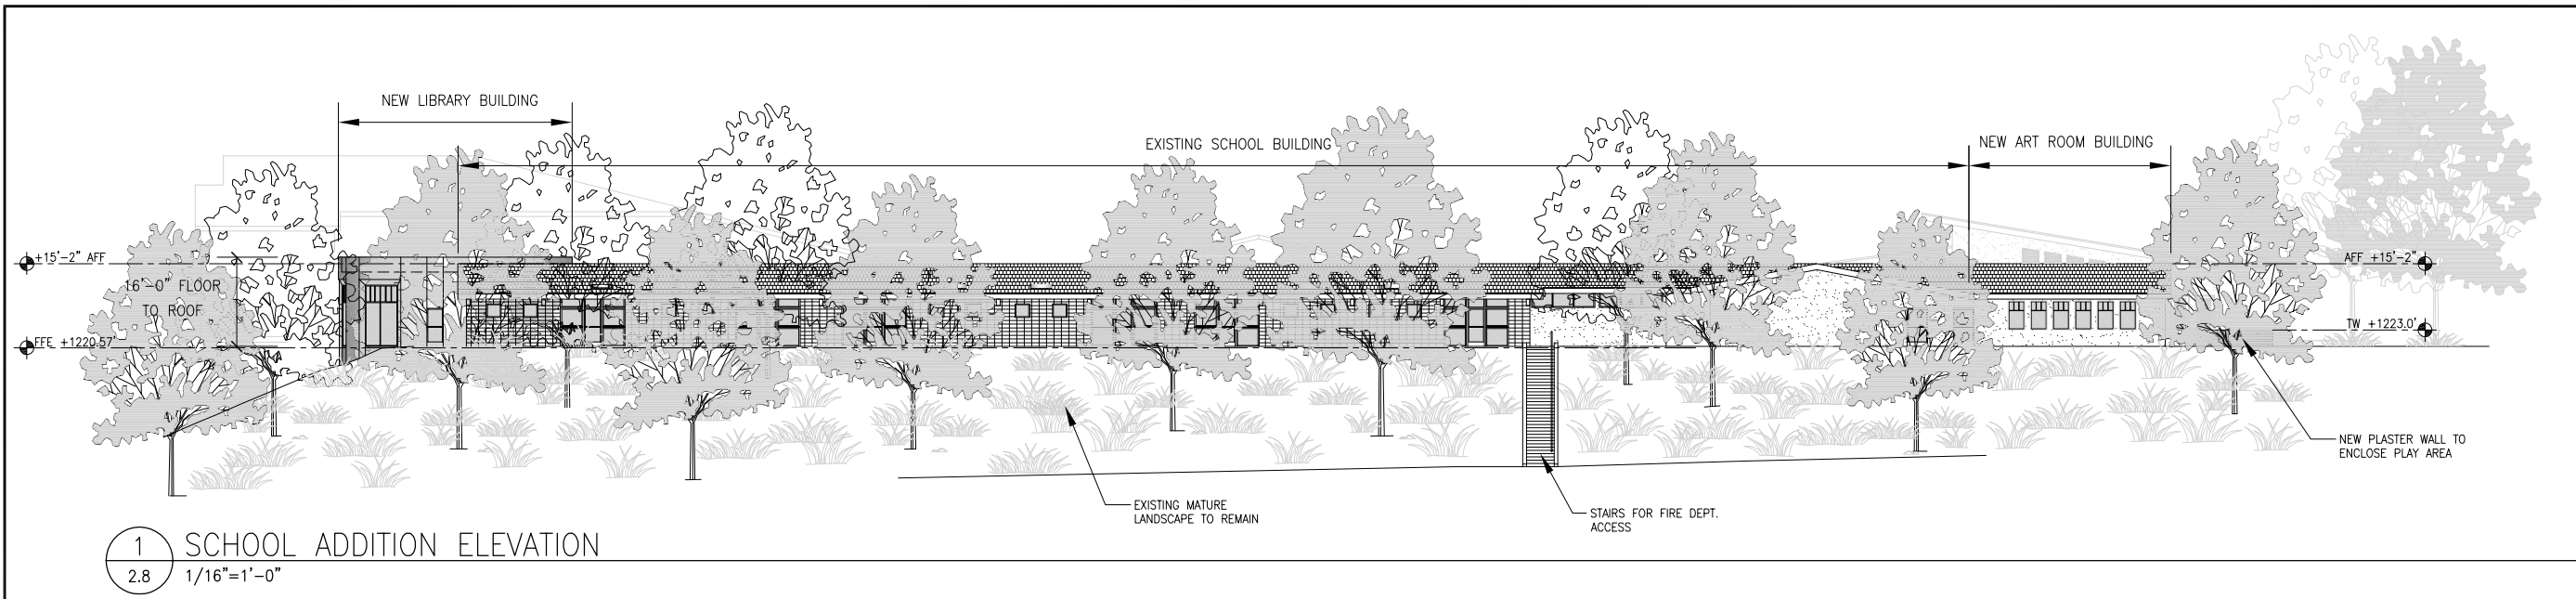 NEW LIBRARY BUILDING
EXISTING SCHOOL BUILDING
NEW ART ROOM BUILDING
+15'-2" AFF
16'-0" FLOOR
TO ROOF
FFE +1220.57'
AFF +15'-2"
TW +1223.0'
NEW PLASTER WALL TO
ENCLOSE PLAY AREA
EXISTING MATURE
LANDSCAPE TO REMAIN
STAIRS FOR FIRE DEPT.
ACCESS
1
2.8
SCHOOL ADDITION ELEVATION
1/16"=1'-0"